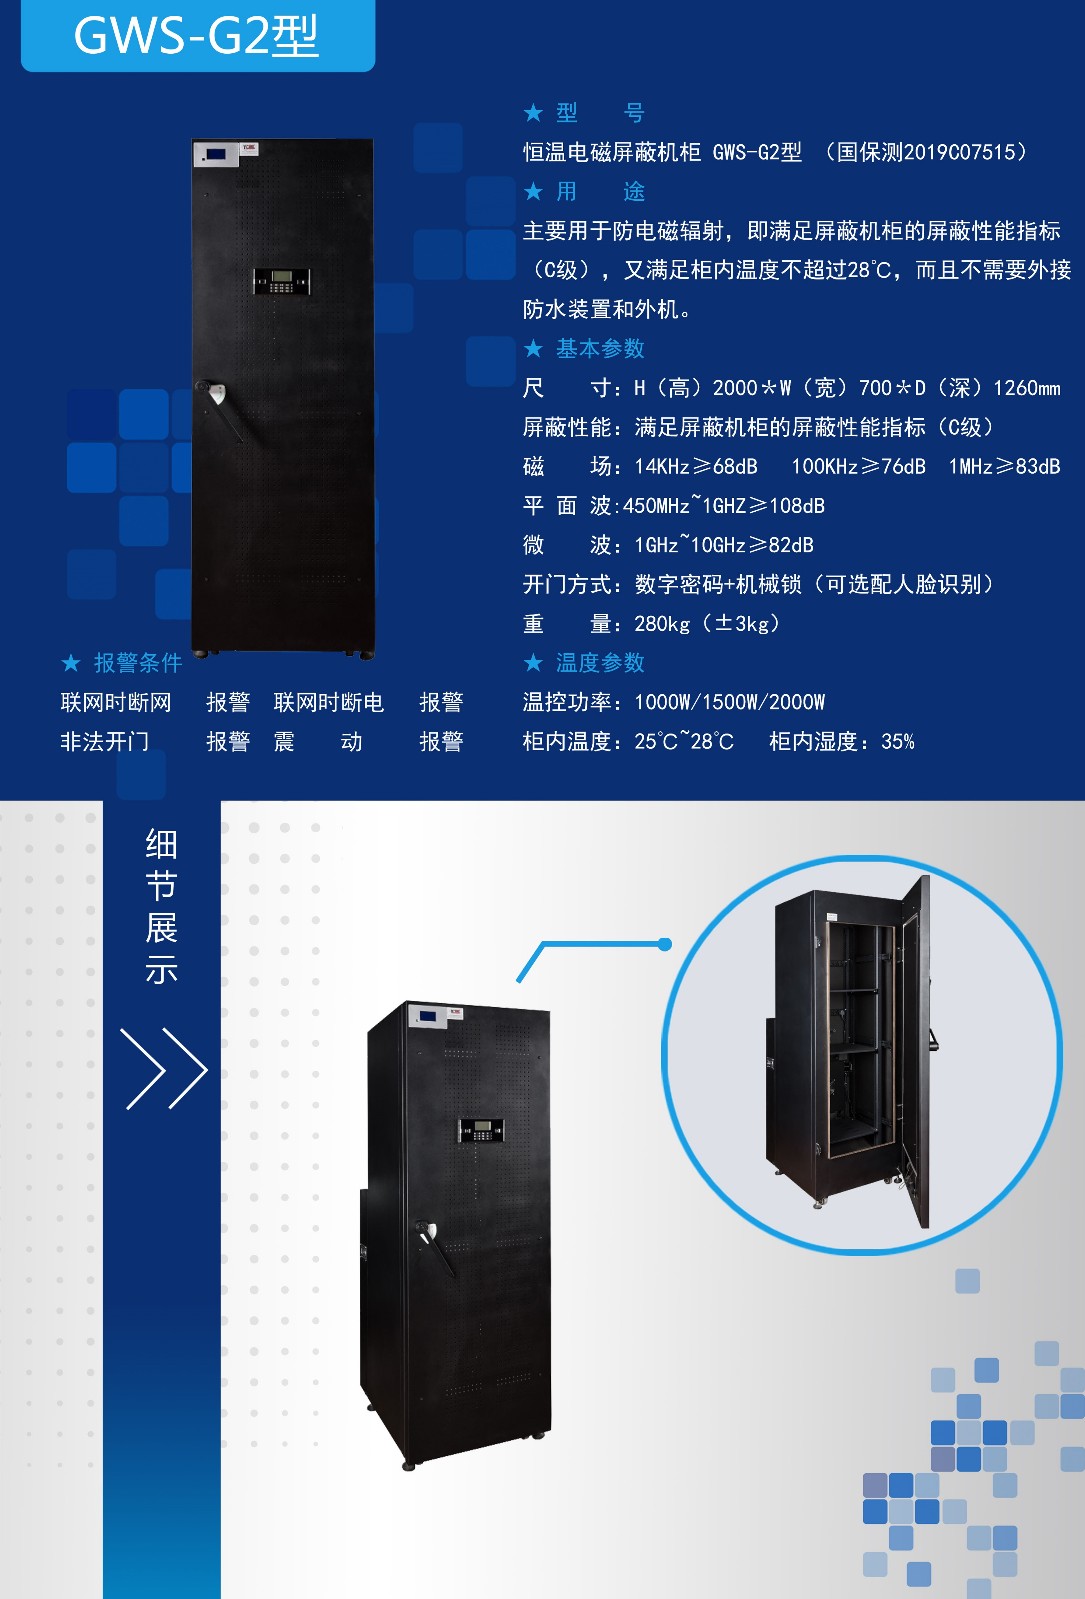 GWS-G2型
★ 型　　号
恒温电磁屏蔽机柜 GWS-G2型 （国保测2019C07515）
★ 用　　途
主要用于防电磁辐射，即满足屏蔽机柜的屏蔽性能指标
（C级），又满足柜内温度不超过28℃，而且不需要外接
防水装置和外机。
★ 基本参数
尺　　寸：H（高）2000＊W（宽）700＊D（深）1260mm
屏蔽性能：满足屏蔽机柜的屏蔽性能指标（C级）
磁　　场：14KHz≥68dB　100KHz≥76dB　1MHz≥83dB
平 面 波:450MHz~1GHZ≥108dB
微　　波：1GHz~10GHz≥82dB
开门方式：数字密码+机械锁（可选配人脸识别）
重　　量：280kg（±3kg）
★ 温度参数
温控功率：1000W/1500W/2000W
柜内温度：25℃~28℃　柜内湿度：35%
★ 报警条件
联网时断网　报警　联网时断电　报警
非法开门　报警　震　　动　报警
细节展示